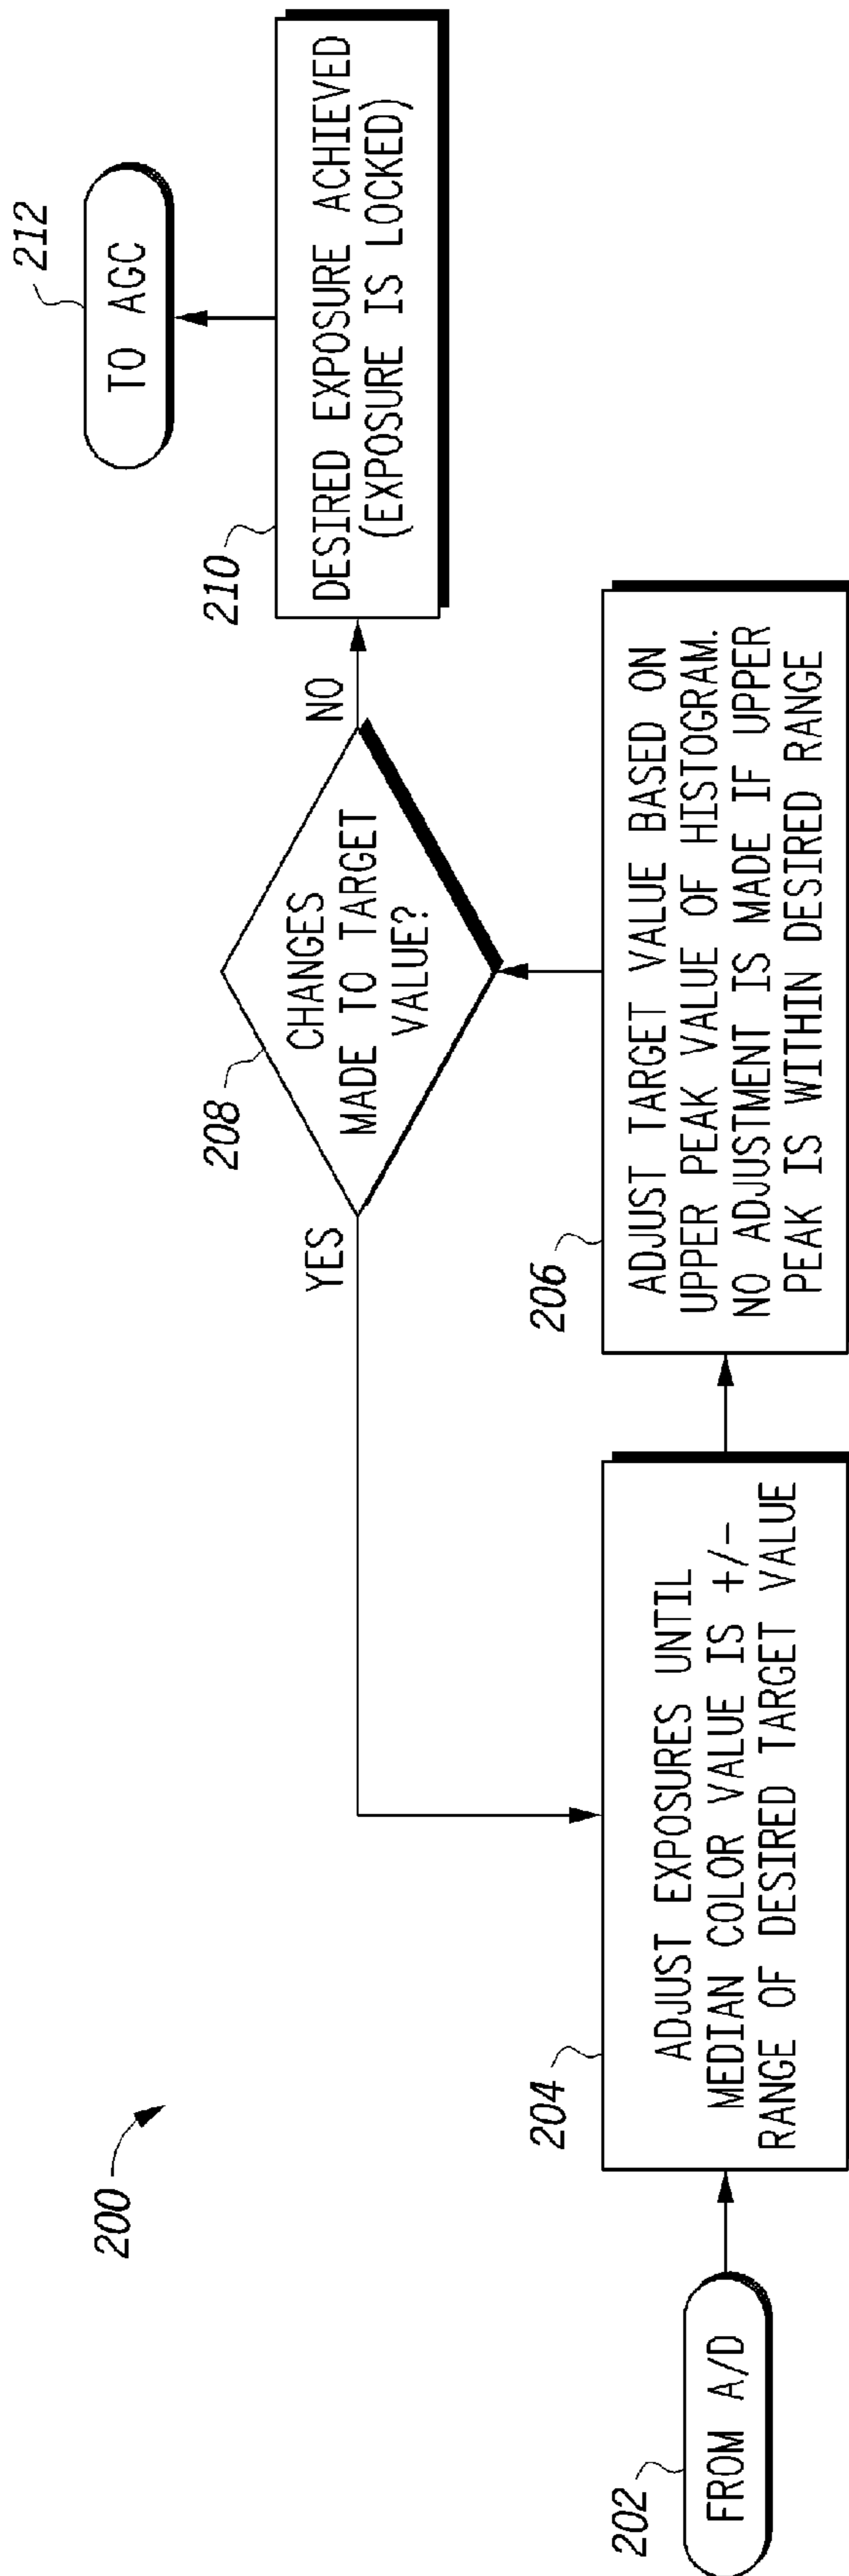 200
202
FROM A/D
204
ADJUST EXPOSURES UNTIL
MEDIAN COLOR VALUE IS +/-
RANGE OF DESIRED TARGET VALUE
206
ADJUST TARGET VALUE BASED ON
UPPER PEAK VALUE OF HISTOGRAM.
NO ADJUSTMENT IS MADE IF UPPER
PEAK IS WITHIN DESIRED RANGE
208
CHANGES
MADE TO TARGET
VALUE?
YES
NO
210
DESIRED EXPOSURE ACHIEVED
(EXPOSURE IS LOCKED)
212
TO AGC